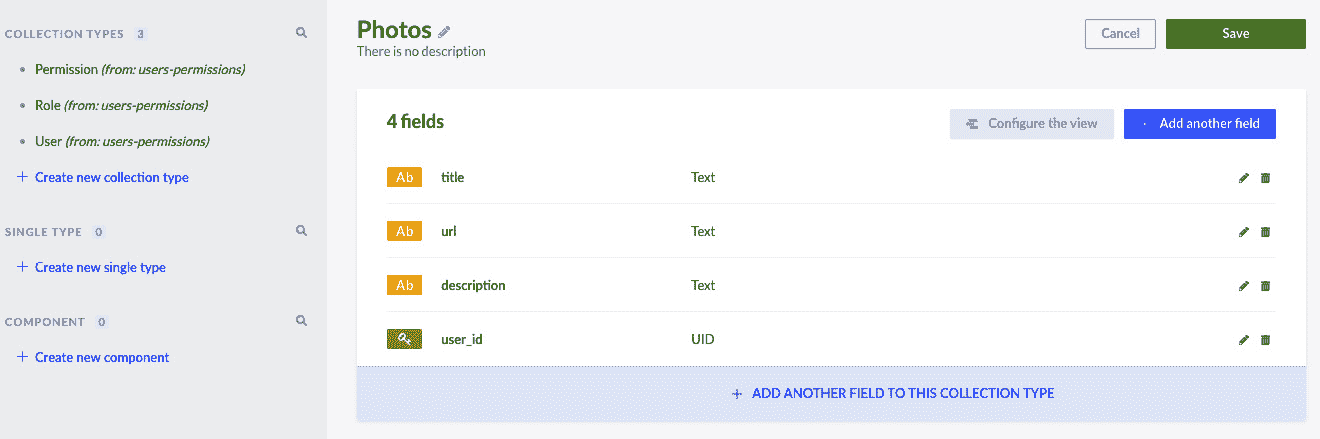 COLLECTION TYPES 3
Permission (from: users-permissions)
Role (from: users-permissions)
User (from: users-permissions)
+ Create new collection type
SINGLE TYPE 0
+ Create new single type
COMPONENT 0
+ Create new component
Photos
There is no description
Cancel
Save
4 fields
Configure the view
Add another field
Ab title Text
Ab url Text
Ab description Text
user_id UID
+ ADD ANOTHER FIELD TO THIS COLLECTION TYPE